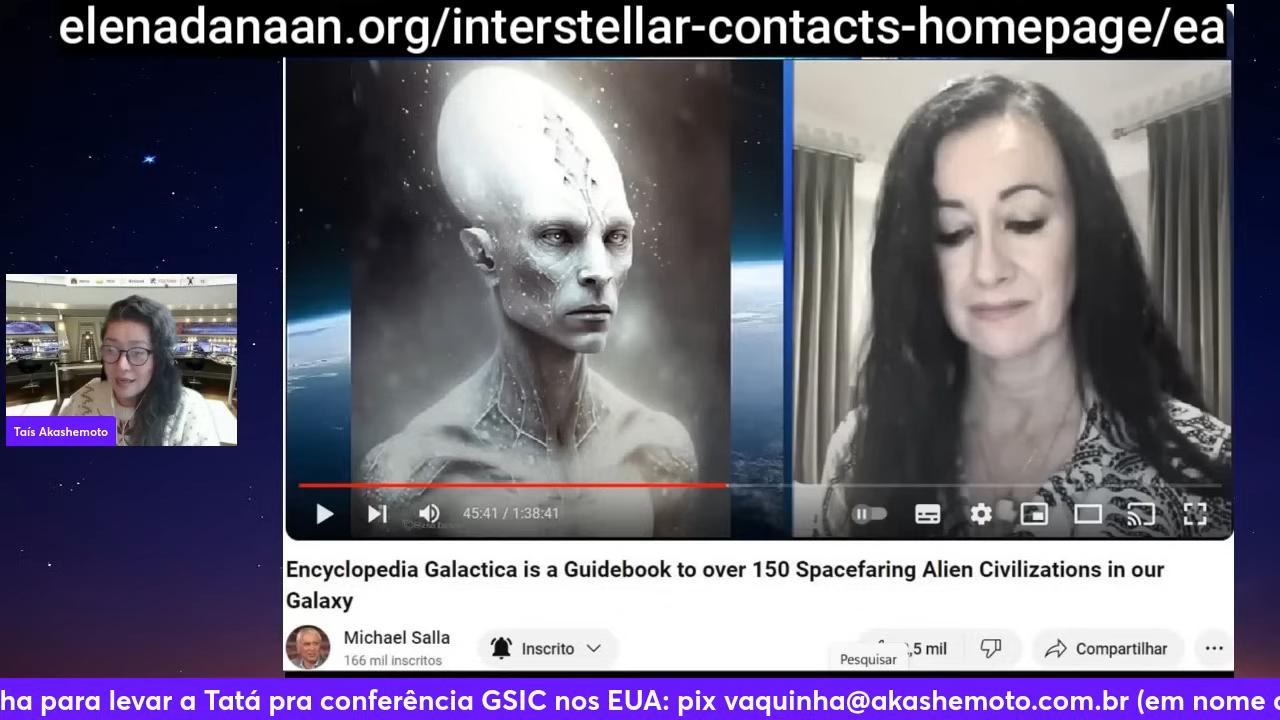 elenadanaan.org/interstellar-contacts-homepage/ea
Taís Akashemoto
45:41 / 1:38:41
Encyclopedia Galactica is a Guidebook to over 150 Spacefaring Alien Civilizations in our
Galaxy
Michael Salla
166 mil inscritos
Inscrito
,5 mil
Compartilhar
Pesquisar
ha para levar a Tatá pra conferência GSIC nos EUA: pix vaquinha@akashemoto.com.br (em nome